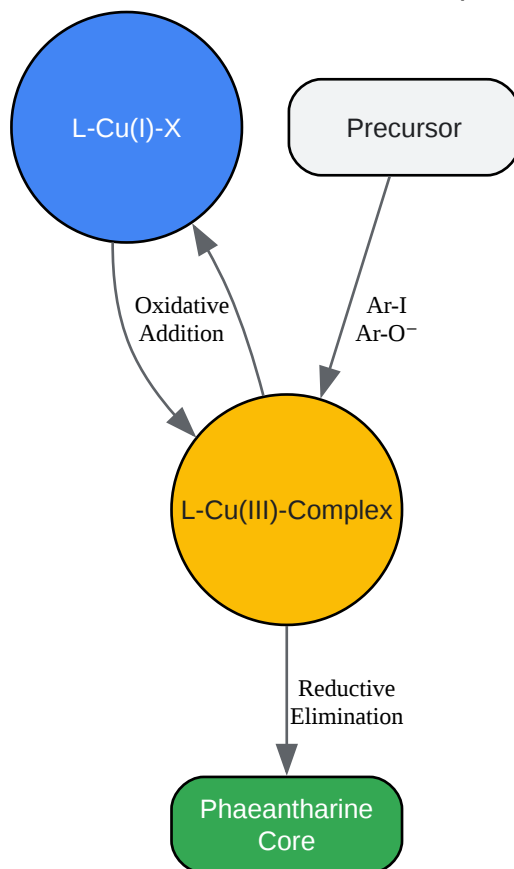 L-Cu(I)-X
Precursor
Oxidative
Addition
Ar-I
Ar-O⁻
L-Cu(III)-Complex
Reductive
Elimination
Phaeantharine
Core